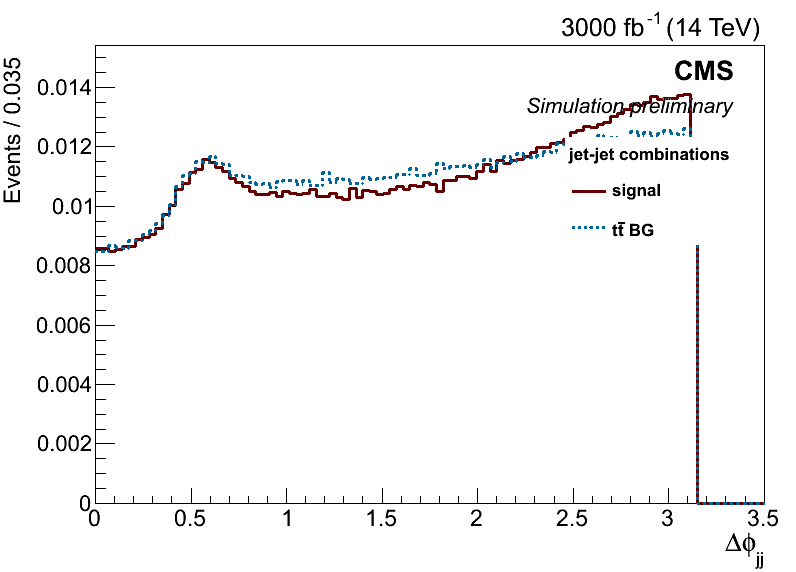 3000 fb⁻¹ (14 TeV)
Events / 0.035
CMS
Simulation preliminary
jet-jet combinations
signal
tt̄ BG
0.014
0.012
0.01
0.008
0.006
0.004
0.002
0
0 0.5 1 1.5 2 2.5 3 3.5
Δϕjj